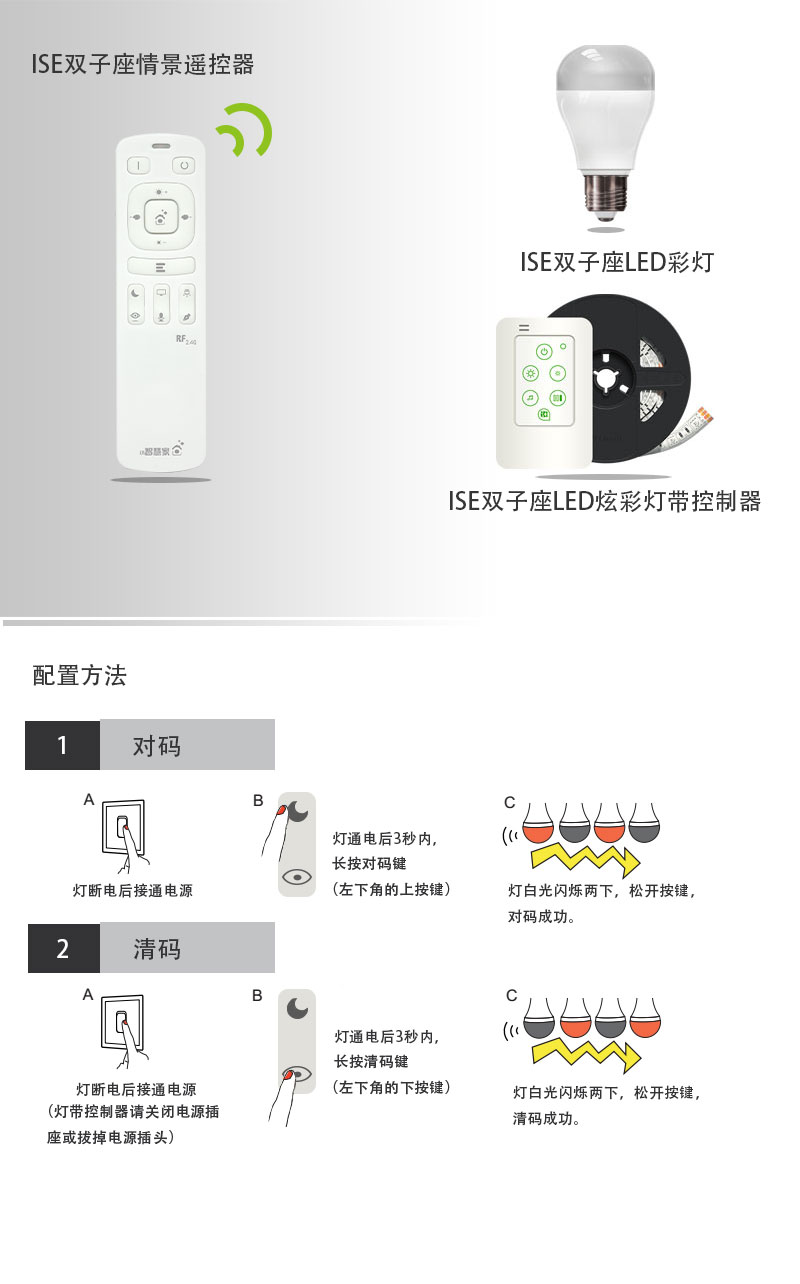 ISE双子座情景遥控器
RF2.4G
智慧家
ISE双子座LED彩灯
ISE双子座LED炫彩灯带控制器
配置方法
1 对码
A
灯断电后接通电源
B
灯通电后3秒内，
长按对码键
（左下角的上按键）
C
灯白光闪烁两下，松开按键，
对码成功。
2 清码
A
灯断电后接通电源
（灯带控制器请关闭电源插
座或拔掉电源插头）
B
灯通电后3秒内，
长按清码键
（左下角的下按键）
C
灯白光闪烁两下，松开按键，
清码成功。